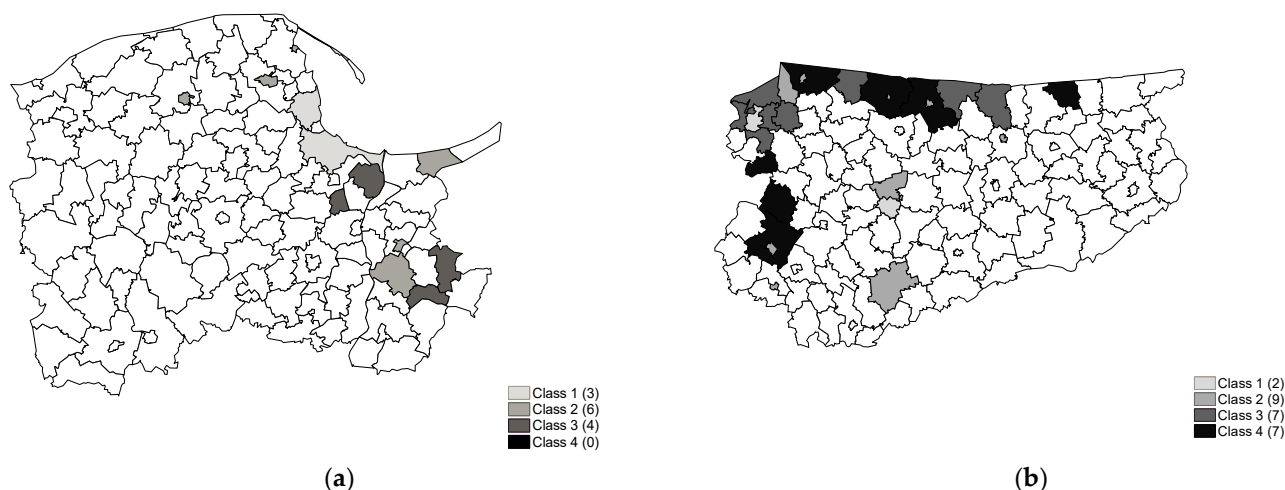 Class 1 (3)
Class 2 (6)
Class 3 (4)
Class 4 (0)
(a)
Class 1 (2)
Class 2 (9)
Class 3 (7)
Class 4 (7)
(b)